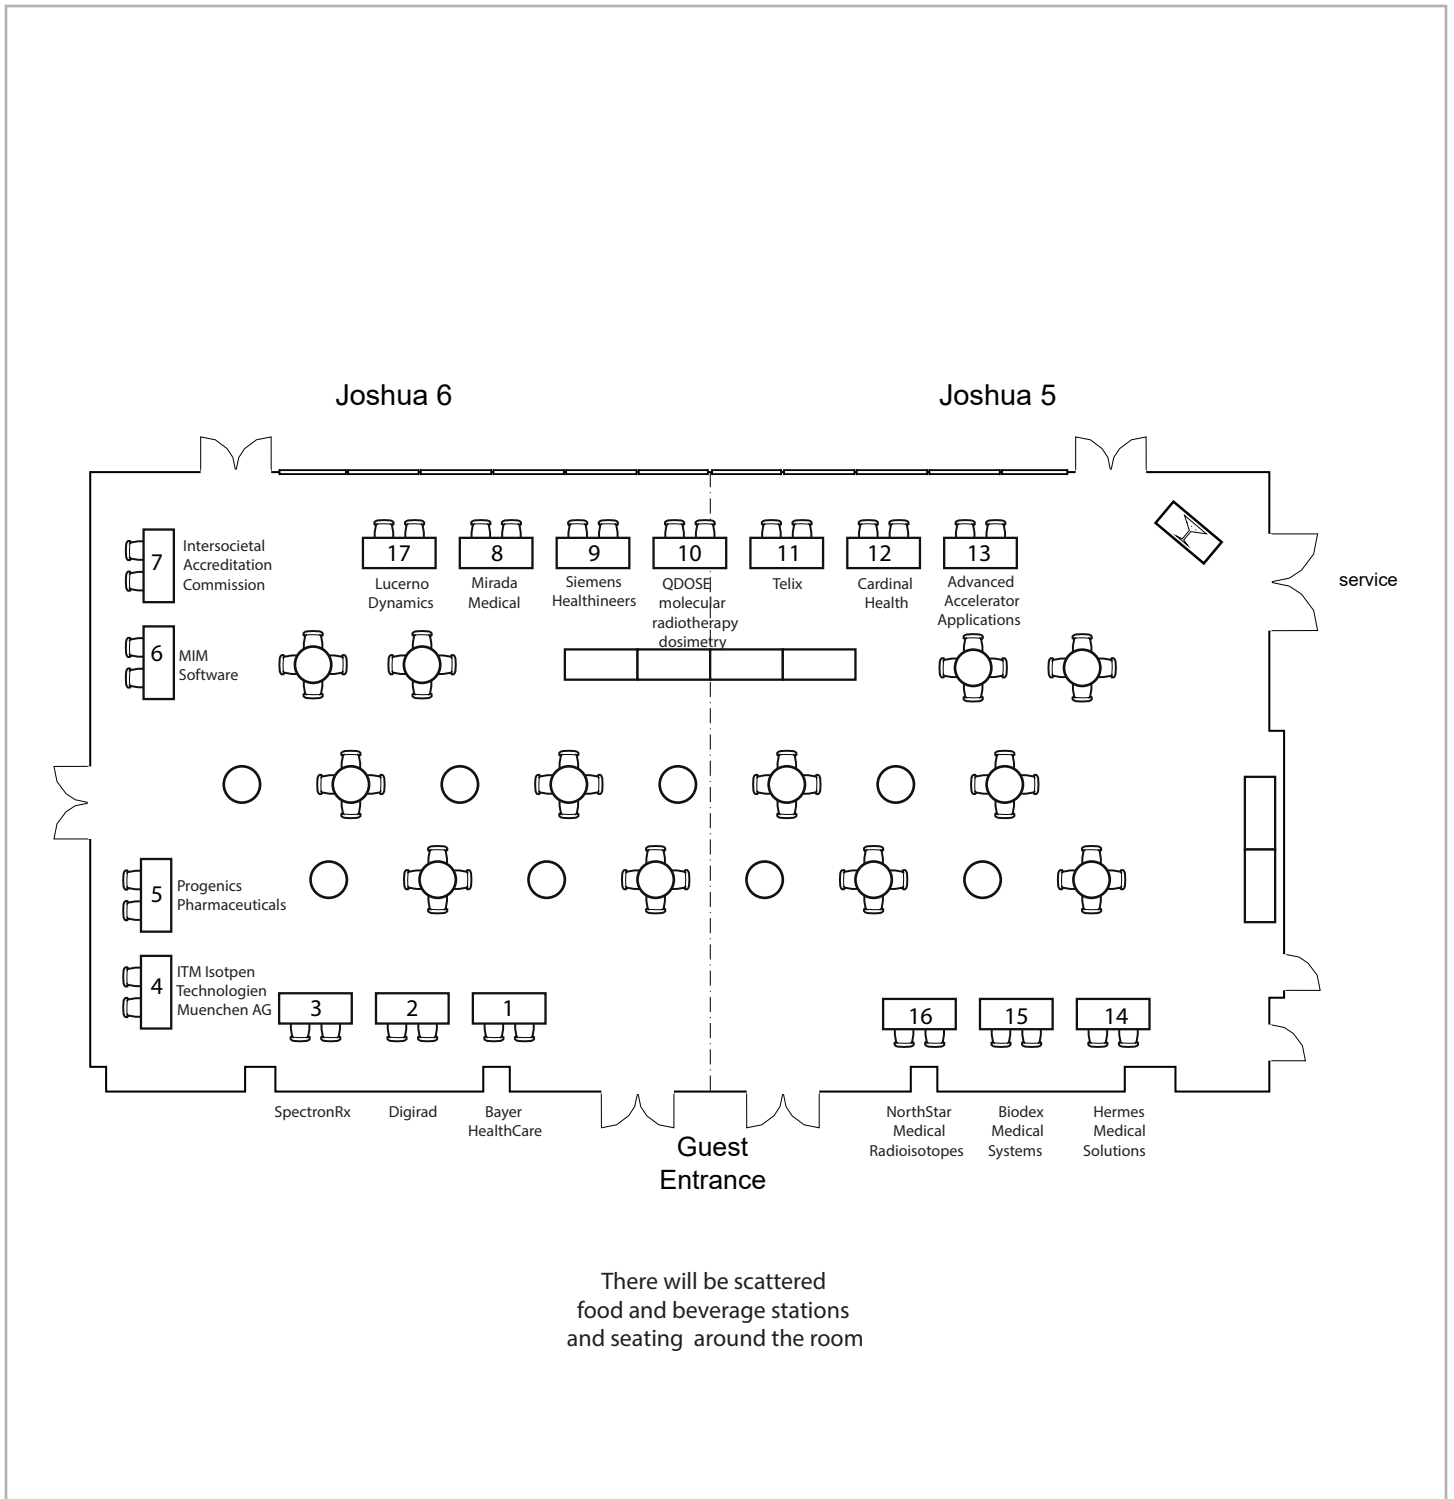 Joshua 6
Joshua 5
7
Intersocietal
Accreditation
Commission
17
Lucerno
Dynamics
8
Mirada
Medical
9
Siemens
Healthineers
10
QDOSE
molecular
radiotherapy
dosimetry
11
Telix
12
Cardinal
Health
13
Advanced
Accelerator
Applications
service
6
MIM
Software
5
Progenics
Pharmaceuticals
4
ITM Isotpen
Technologien
Muenchen AG
3
2
1
16
15
14
SpectronRx
Digirad
Bayer
HealthCare
NorthStar
Medical
Radioisotopes
Biodex
Medical
Systems
Hermes
Medical
Solutions
Guest
Entrance
There will be scattered
food and beverage stations
and seating around the room